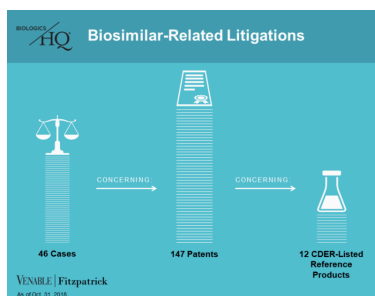 BIOLOGICS
HQ
Biosimilar-Related Litigations
CONCERNING:
CONCERNING:
46 Cases
147 Patents
12 CDER-Listed
Reference
Products
VENABLE | Fitzpatrick
As of Oct. 31, 2018